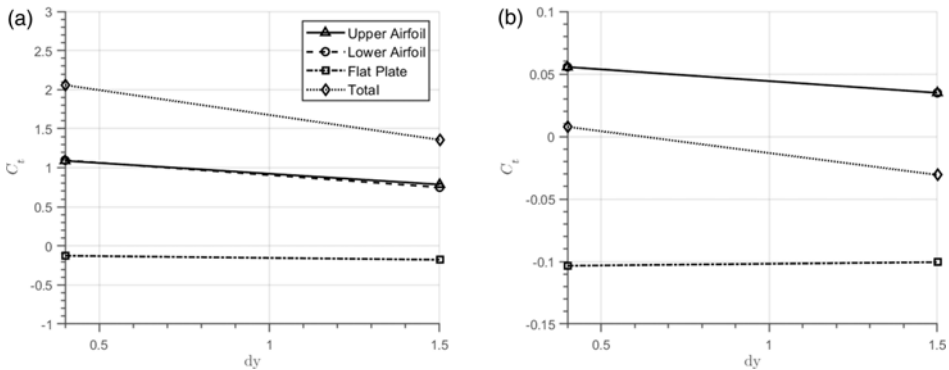 (a)
3
2.5
2
1.5
1
0.5
0
-0.5
-1
C_t
0.5
1
1.5
dy
Upper Airfoil
Lower Airfoil
Flat Plate
Total
(b)
0.1
0.05
0
-0.05
-0.1
-0.15
C_t
0.5
1
1.5
dy